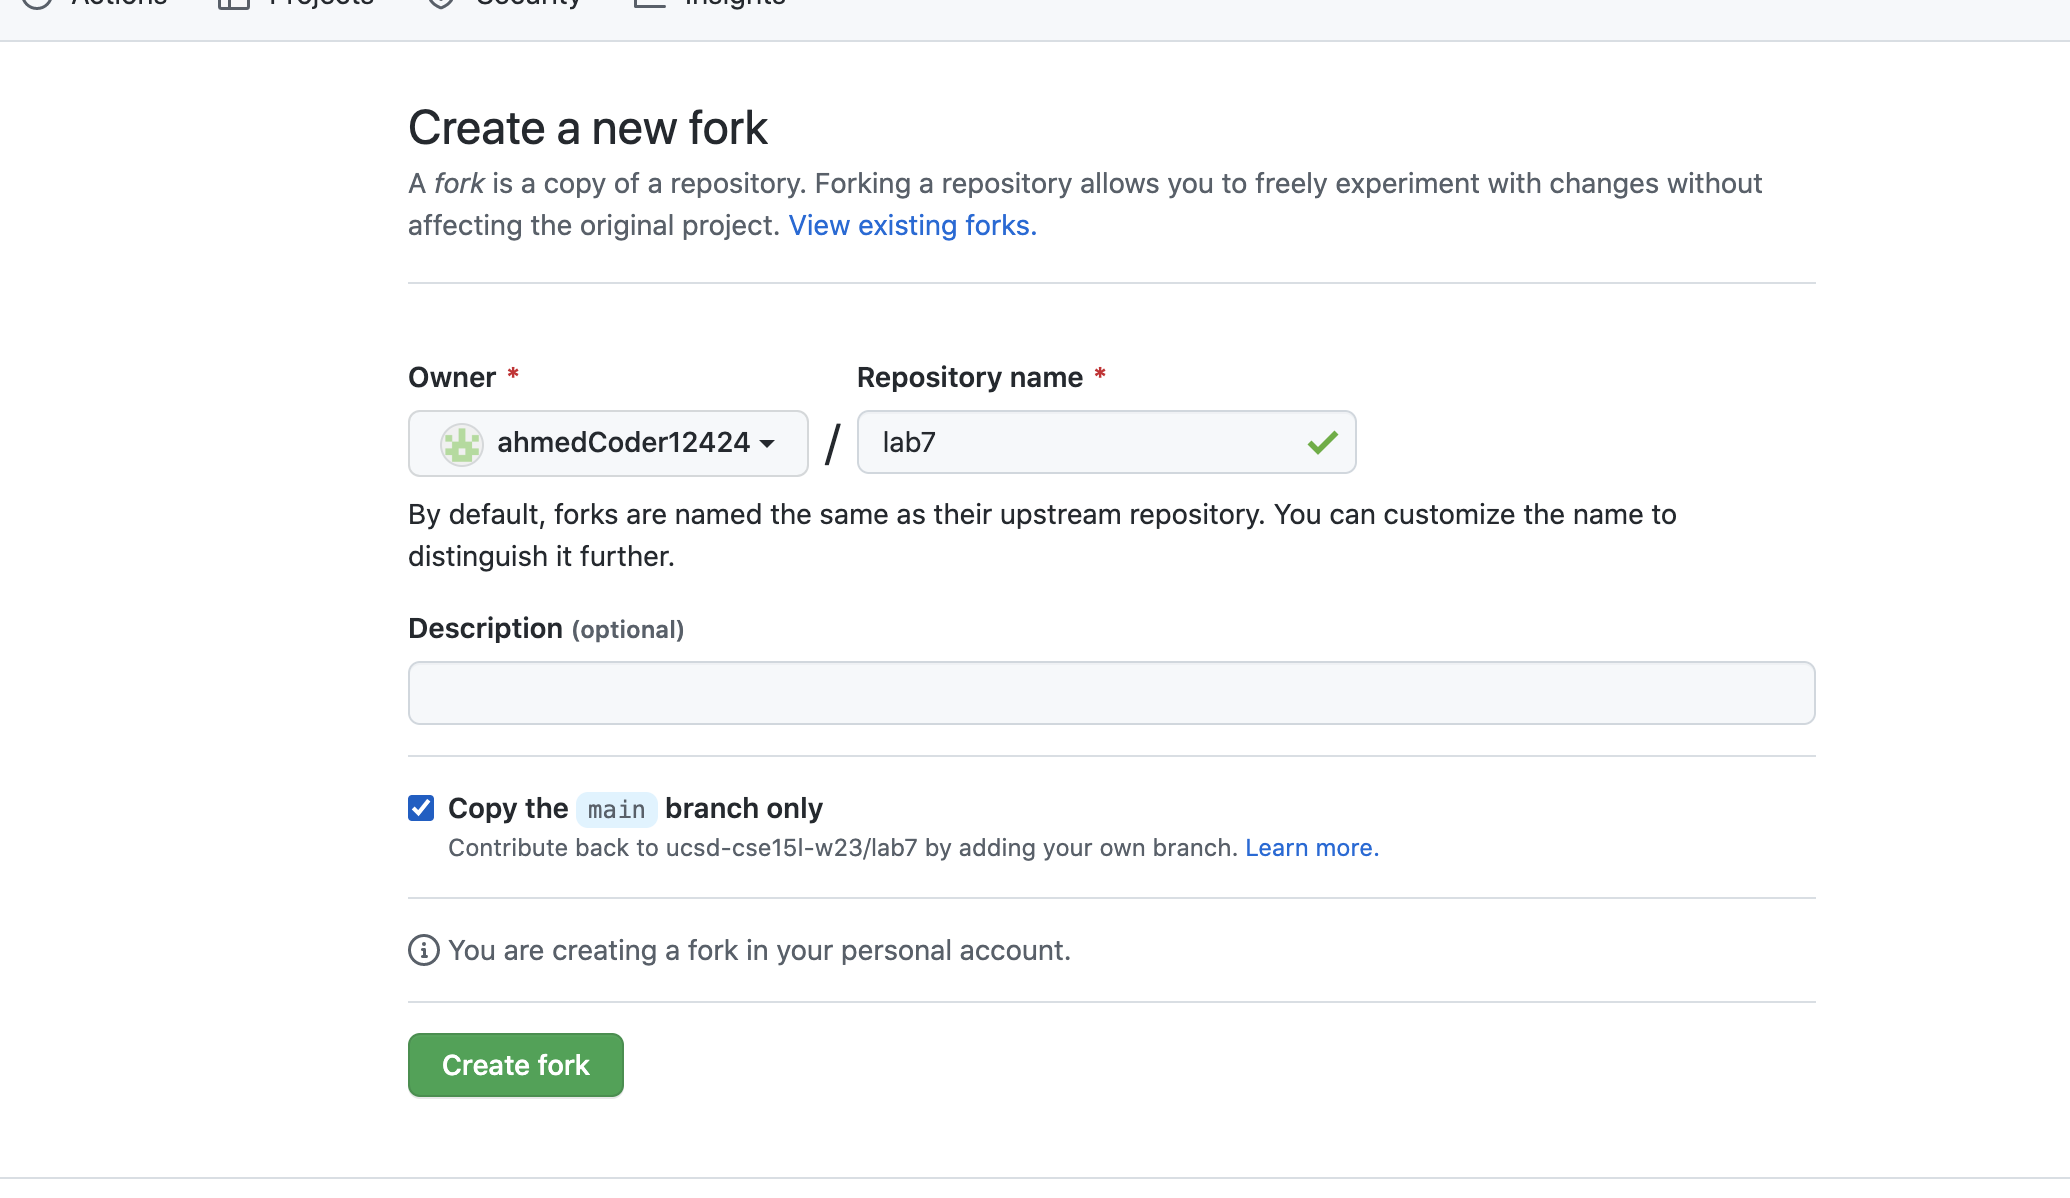 Actions Projects Security Insights
Create a new fork
A fork is a copy of a repository. Forking a repository allows you to freely experiment with changes without
affecting the original project. View existing forks.
Owner * Repository name *
ahmedCoder12424 / lab7
By default, forks are named the same as their upstream repository. You can customize the name to
distinguish it further.
Description (optional)
Copy the main branch only
Contribute back to ucsd-cse15l-w23/lab7 by adding your own branch. Learn more.
You are creating a fork in your personal account.
Create fork